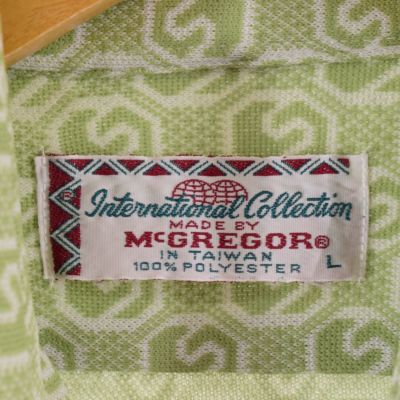 International Collection
MADE BY
McGREGOR®
IN TAIWAN
100% POLYESTER
L